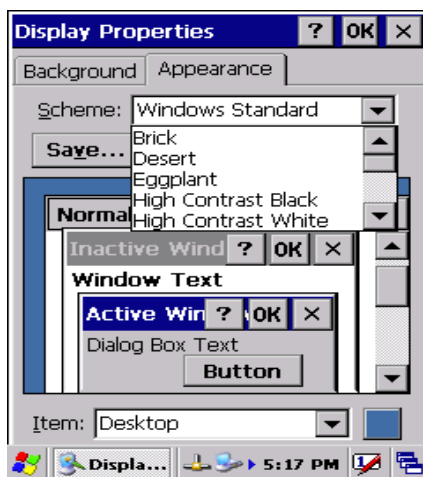 Display Properties ? OK ×
Background Appearance
Scheme: Windows Standard
Save...
Brick
Desert
Eggplant
High Contrast Black
High Contrast White
Normal
Inactive Wind ? OK ×
Window Text
Active Win ? OK ×
Dialog Box Text
Button
Item: Desktop
Displa... 5:17 PM